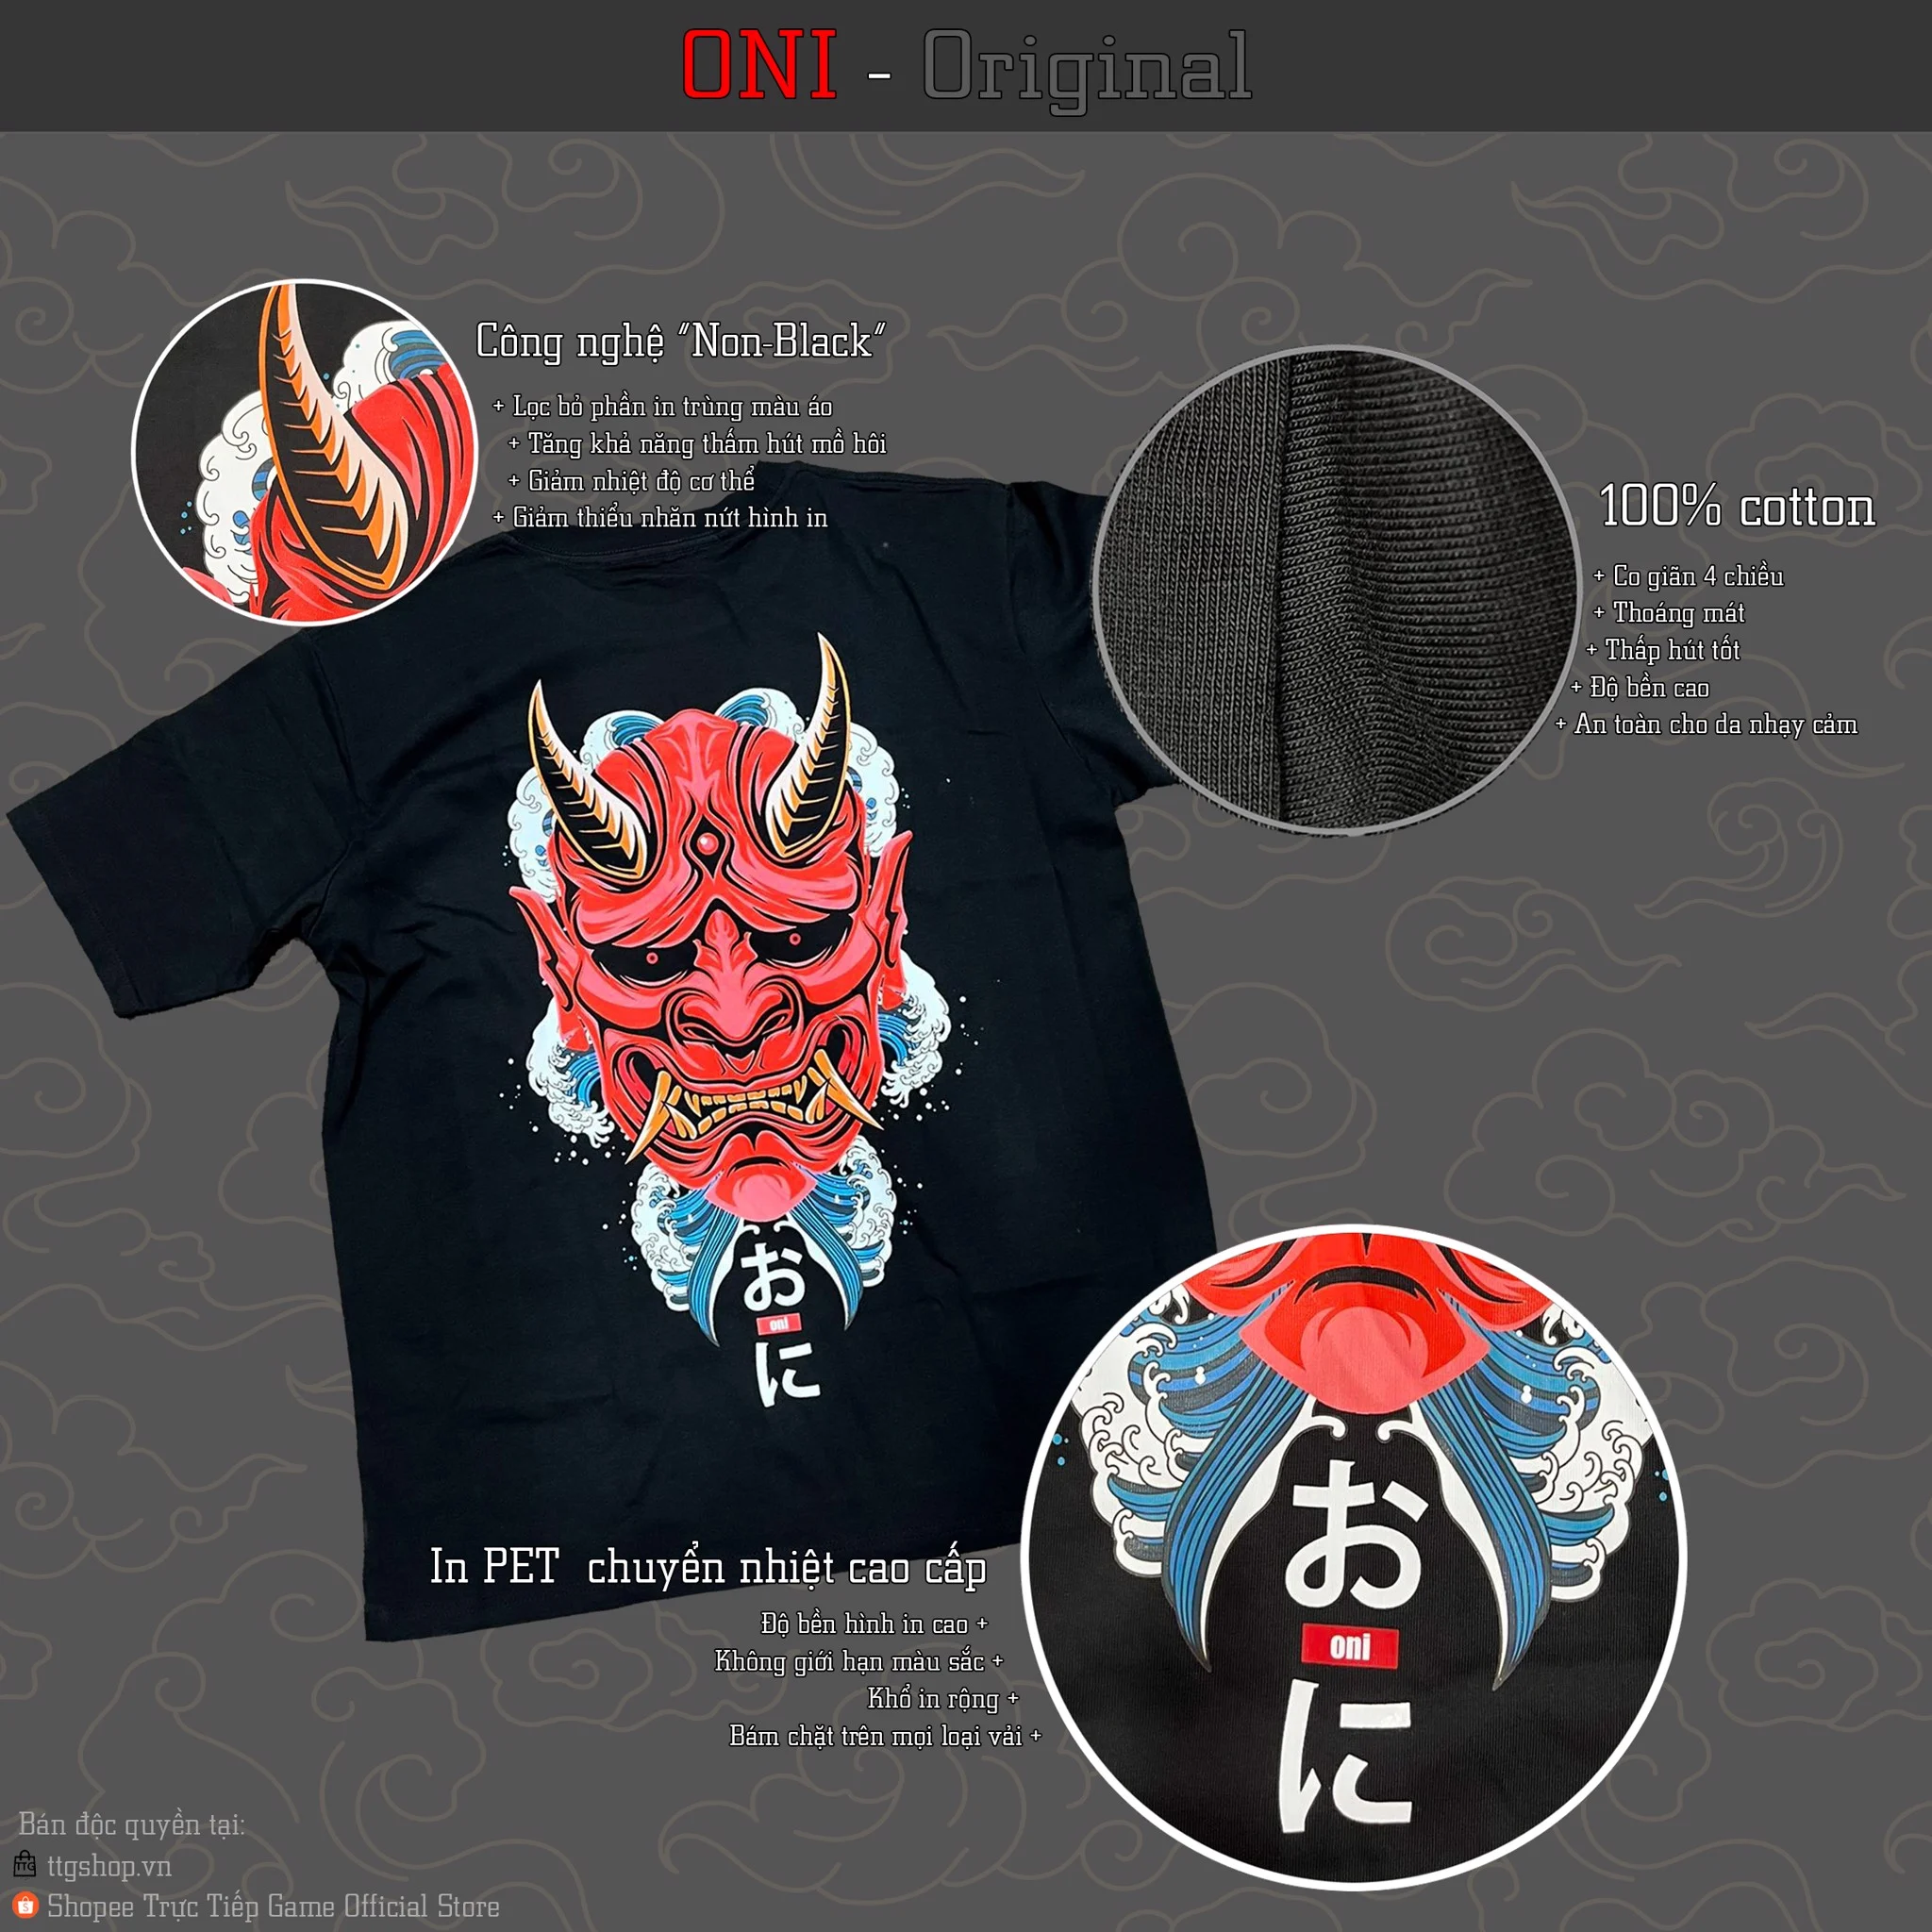 ONI - Original
Công nghệ "Non-Black"
+ Lọc bỏ phần in trùng màu áo
+ Tăng khả năng thấm hút mồ hôi
+ Giảm nhiệt độ cơ thể
+ Giảm thiểu nhăn nứt hình in
100% cotton
+ Co giãn 4 chiều
+ Thoáng mát
+ Thấp hút tốt
+ Độ bền cao
+ An toàn cho da nhạy cảm
お
oni
に
In PET chuyển nhiệt cao cấp
Độ bền hình in cao +
Không giới hạn màu sắc +
Khổ in rộng +
Bám chặt trên mọi loại vải +
お
oni
に
Bán độc quyền tại:
TTG ttgshop.vn
Shopee Trực Tiếp Game Official Store